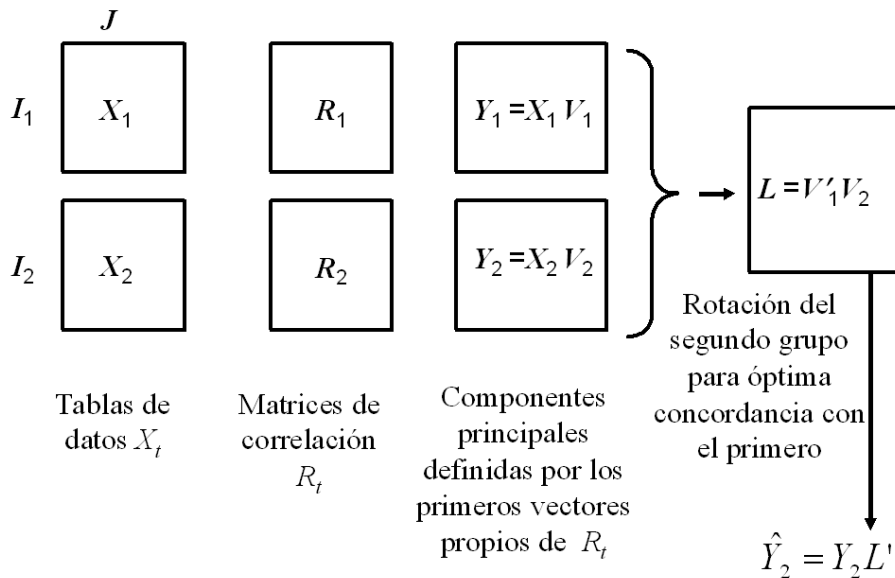 J
I₁
X₁
R₁
Y₁=X₁ V₁
L=V′₁V₂
I₂
X₂
R₂
Y₂=X₂ V₂
Tablas de
datos Xₜ
Matrices de
correlación
Rₜ
Componentes
principales
definidas por los
primeros vectores
propios de Rₜ
Rotación del
segundo grupo
para óptima
concordancia con
el primero
Ŷ₂ = Y₂L'